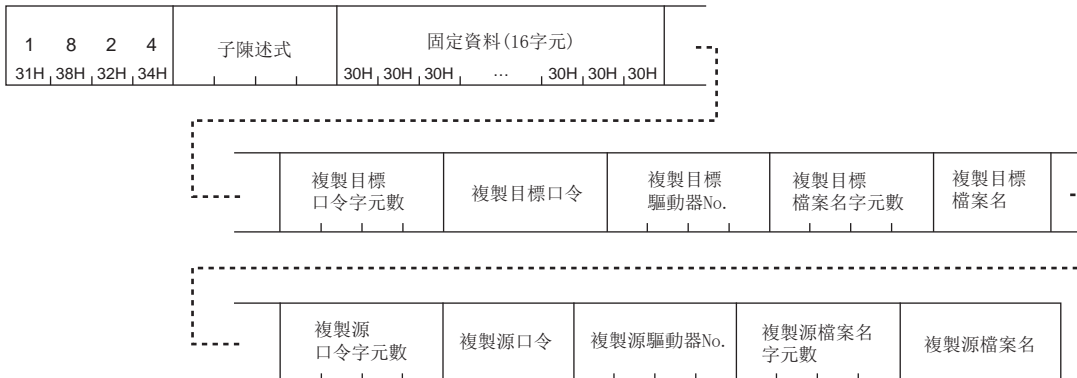 1 8 2 4
31H 38H 32H 34H
子陳述式
固定資料(16字元)
30H 30H 30H … 30H 30H 30H
複製目標
口令字元數
複製目標口令
複製目標
驅動器No.
複製目標
檔案名字元數
複製目標
檔案名
複製源
口令字元數
複製源口令
複製源驅動器No.
複製源檔案名
字元數
複製源檔案名